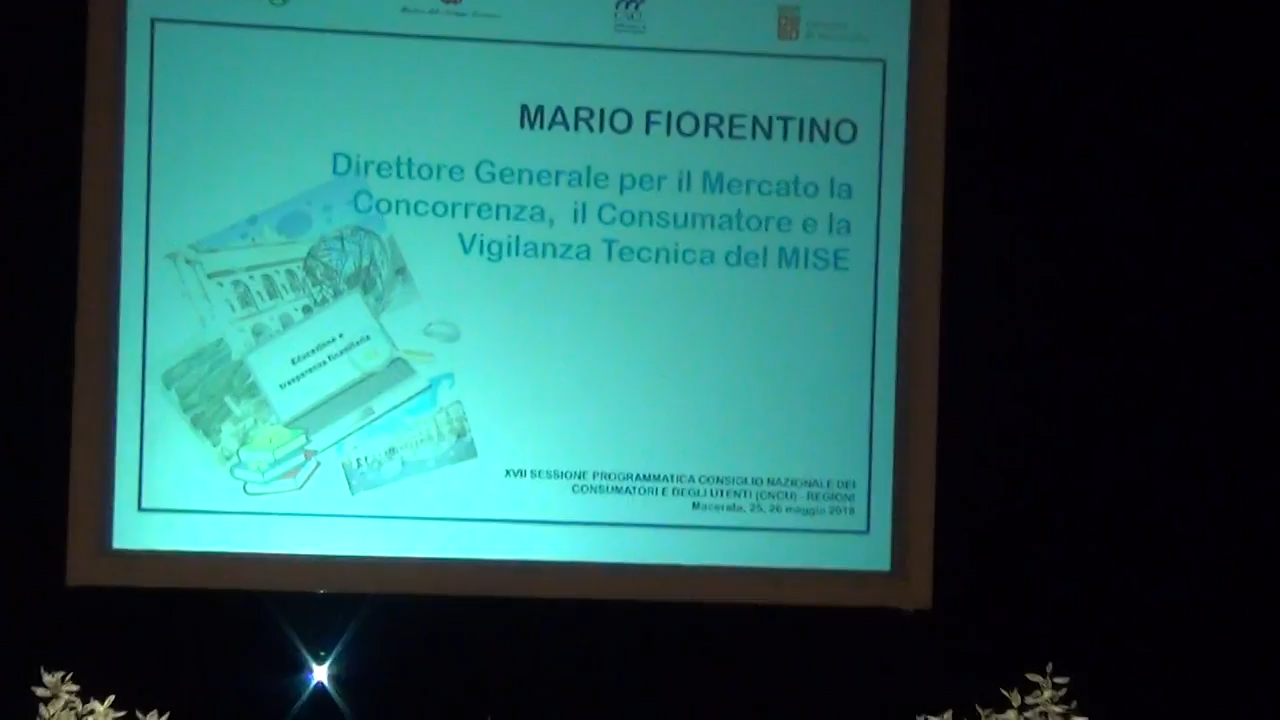 MARIO FIORENTINO
Direttore Generale per il Mercato la
Concorrenza, il Consumatore e la
Vigilanza Tecnica del MISE
Educazione e
trasparenza finanziaria
XVII SESSIONE PROGRAMMATICA CONSIGLIO NAZIONALE DEI
CONSUMATORI E DEGLI UTENTI (CNCU) - REGIONI
Macerata, 25, 26 maggio 2018